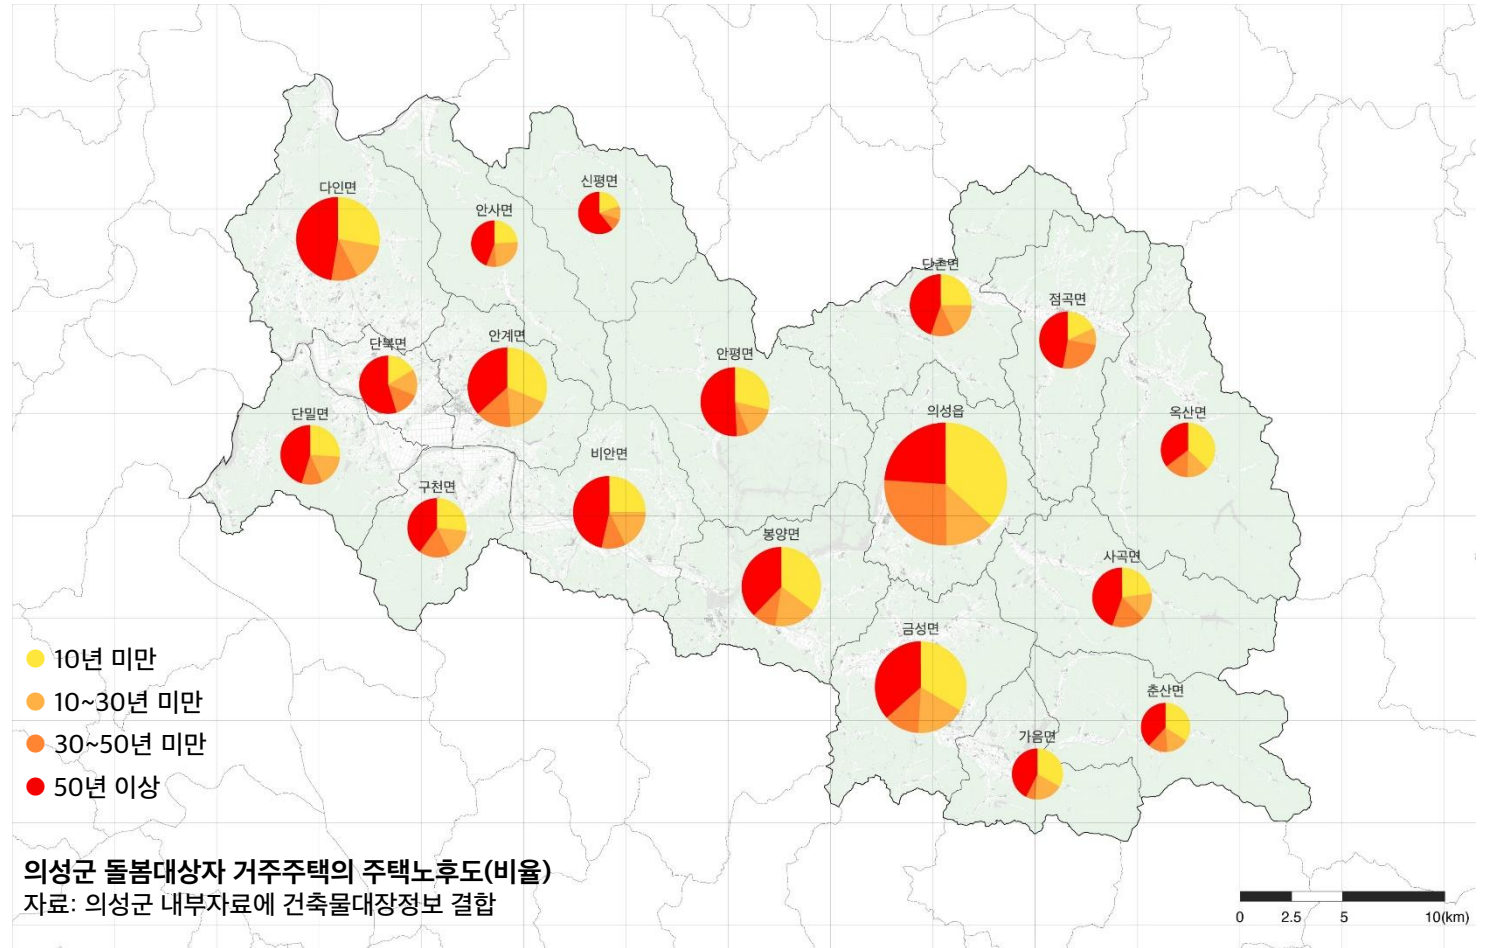 다인면
안사면
신평면
단촌면
점곡면
단북면
안계면
안평면
단밀면
의성읍
옥산면
비안면
구천면
봉양면
사곡면
금성면
춘산면
가음면
10년 미만
10~30년 미만
30~50년 미만
50년 이상
의성군 돌봄대상자 거주주택의 주택노후도(비율)
자료: 의성군 내부자료에 건축물대장정보 결합
0 2.5 5 10(km)